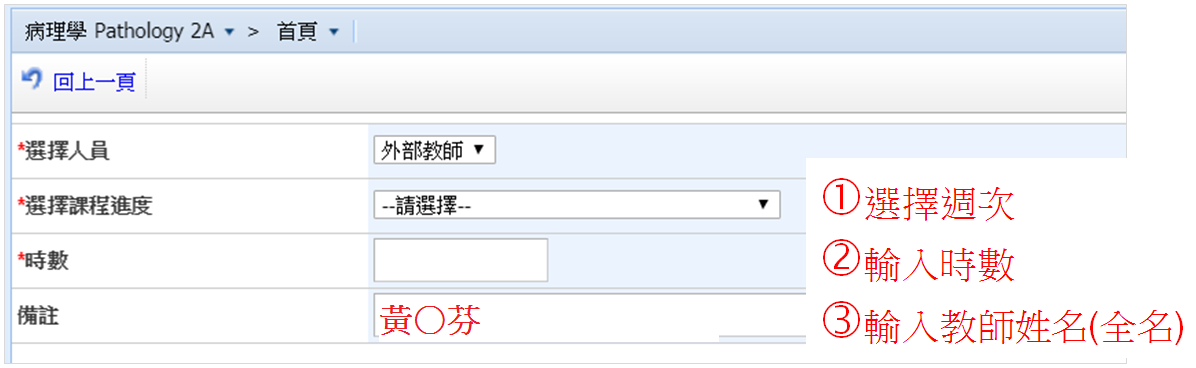 病理學 Pathology 2A ▼ > 首頁 ▼
回上一頁
*選擇人員 外部教師 ▼
*選擇課程進度 --請選擇-- ▼
*時數
備註 黃○芬
①選擇週次
②輸入時數
③輸入教師姓名(全名)